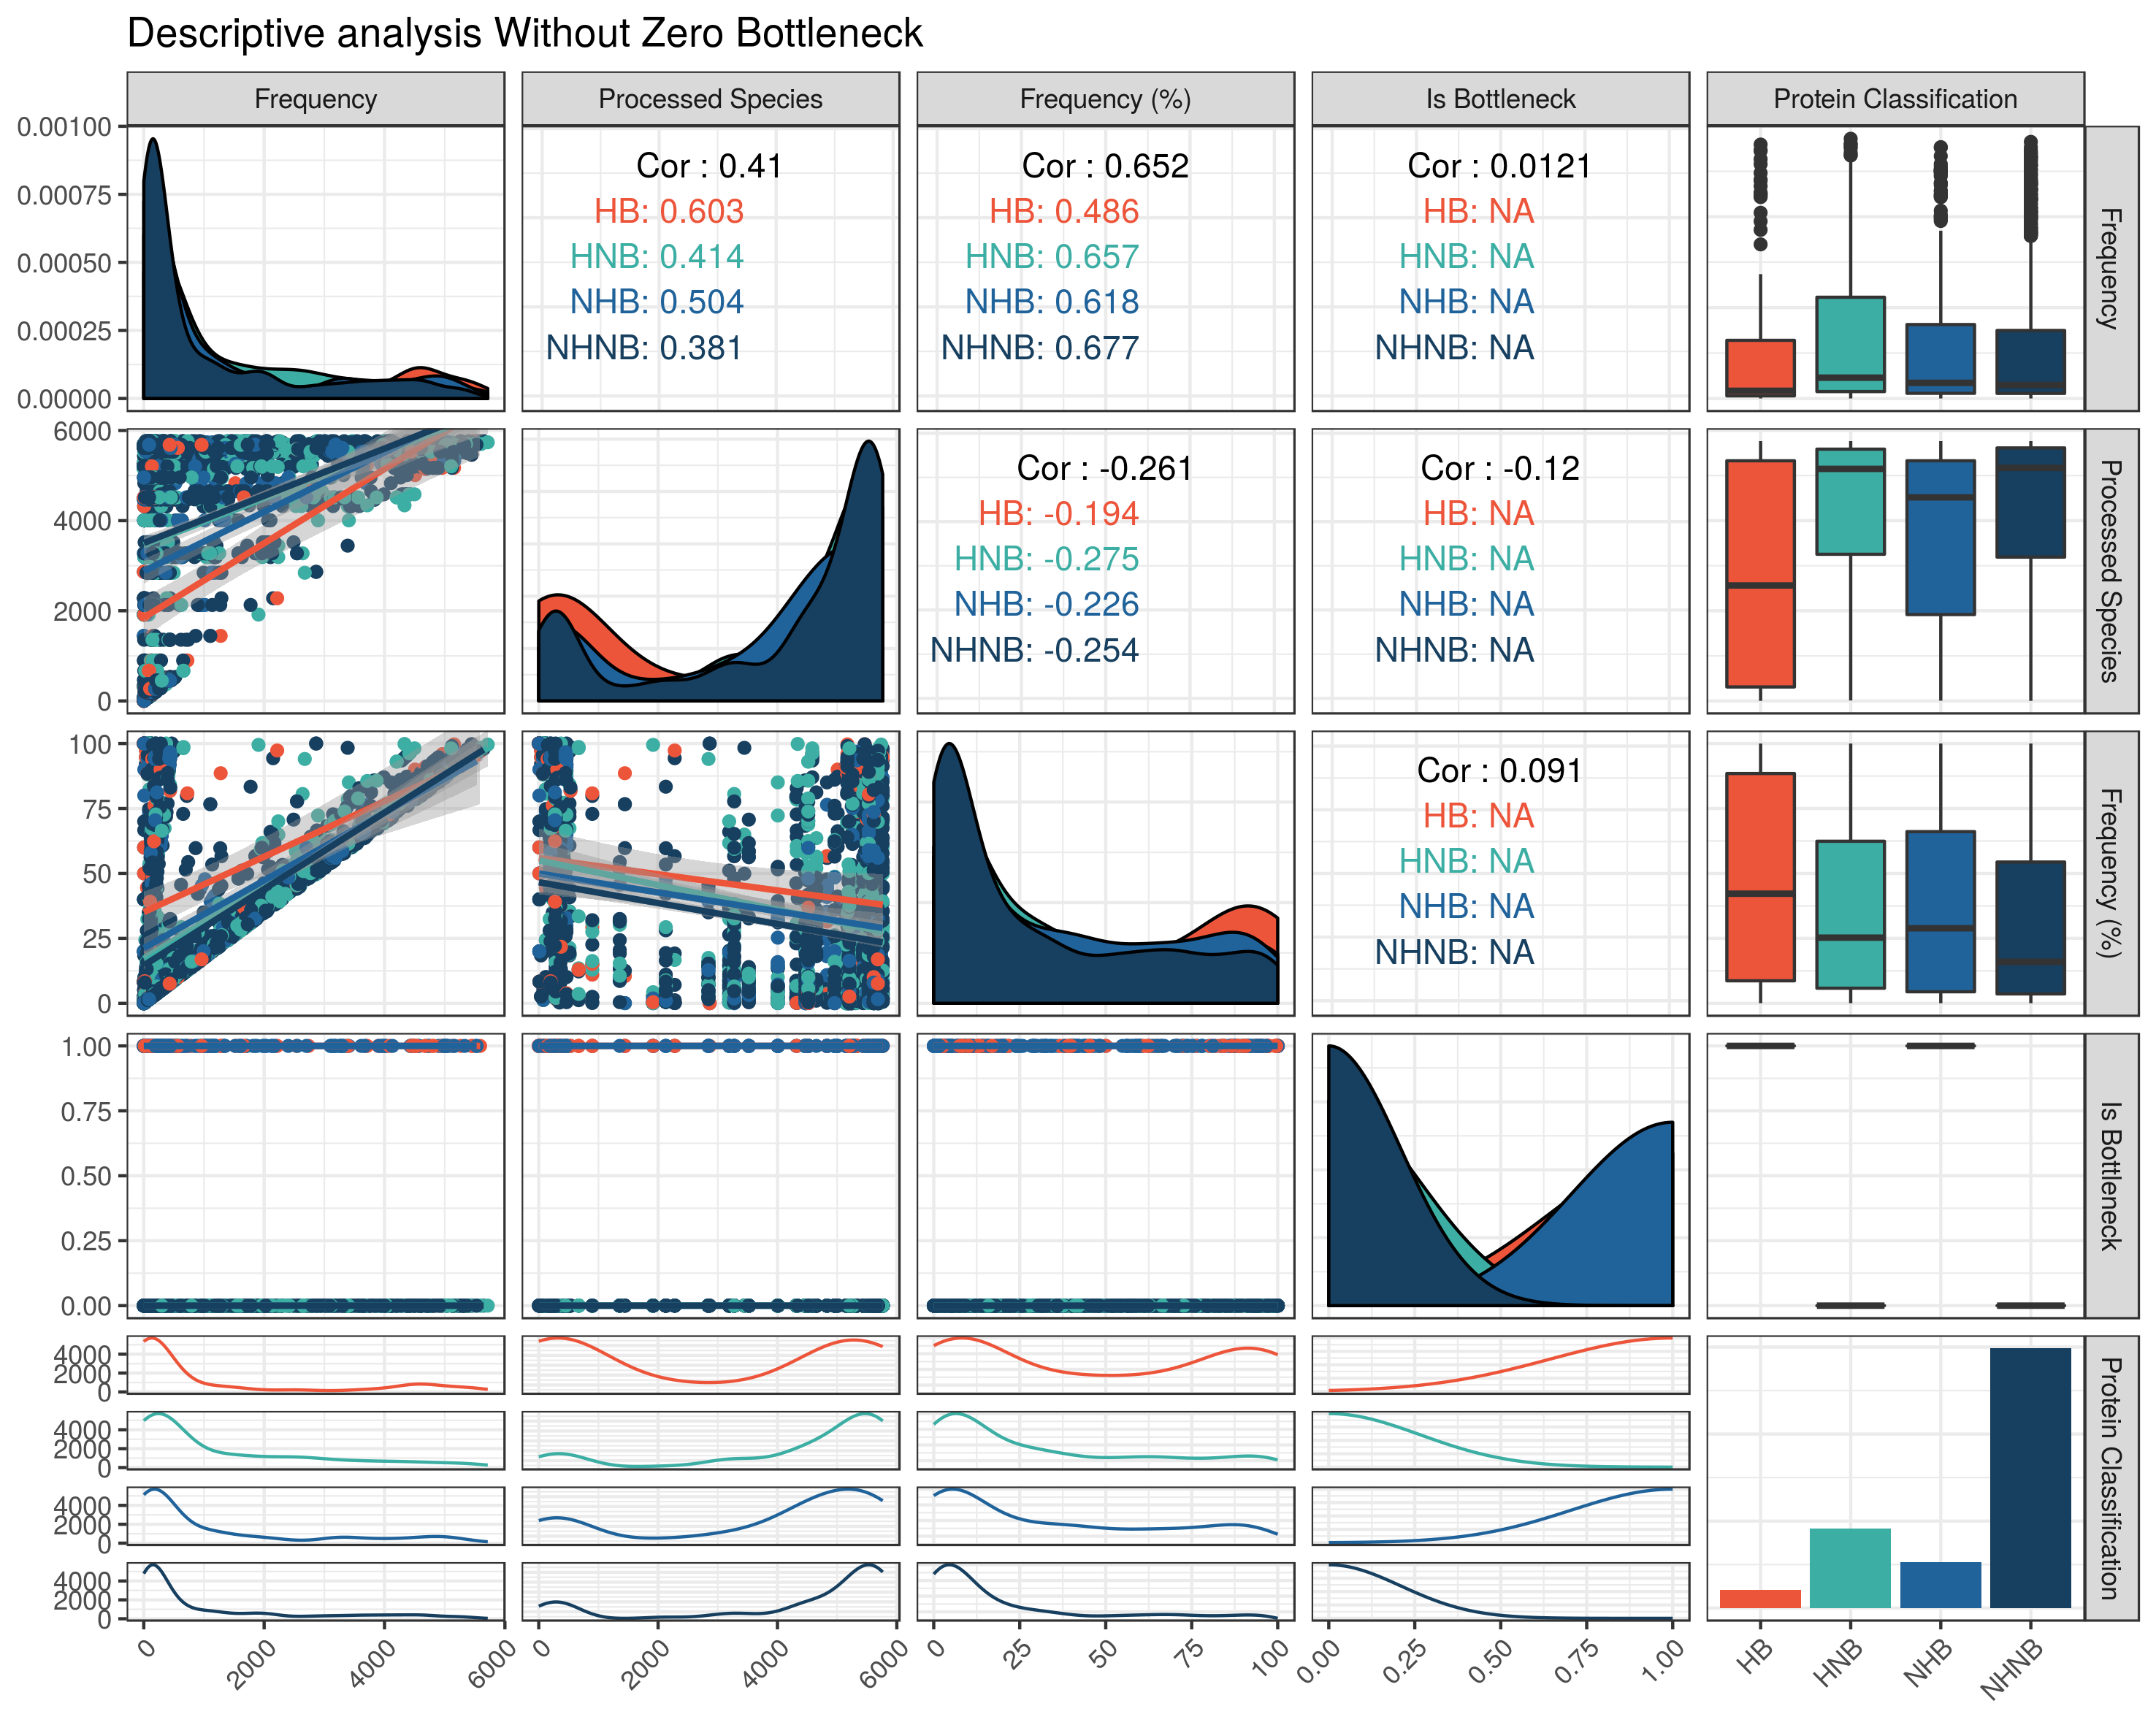 Descriptive analysis Without Zero Bottleneck
Frequency
Processed Species
Frequency (%)
Is Bottleneck
Protein Classification
0.00100
0.00075
0.00050
0.00025
0.00000
Cor : 0.41
HB: 0.603
HNB: 0.414
NHB: 0.504
NHNB: 0.381
Cor : 0.652
HB: 0.486
HNB: 0.657
NHB: 0.618
NHNB: 0.677
Cor : 0.0121
HB: NA
HNB: NA
NHB: NA
NHNB: NA
Frequency
6000
4000
2000
0
Cor : -0.261
HB: -0.194
HNB: -0.275
NHB: -0.226
NHNB: -0.254
Cor : -0.12
HB: NA
HNB: NA
NHB: NA
NHNB: NA
Processed Species
100
75
50
25
0
Cor : 0.091
HB: NA
HNB: NA
NHB: NA
NHNB: NA
Frequency (%)
1.00
0.75
0.50
0.25
0.00
Is Bottleneck
4000
2000
0
4000
2000
0
4000
2000
0
4000
2000
0
Protein Classification
0
2000
4000
6000
0
2000
4000
6000
0
25
50
75
100
0.00
0.25
0.50
0.75
1.00
HB
HNB
NHB
NHNB